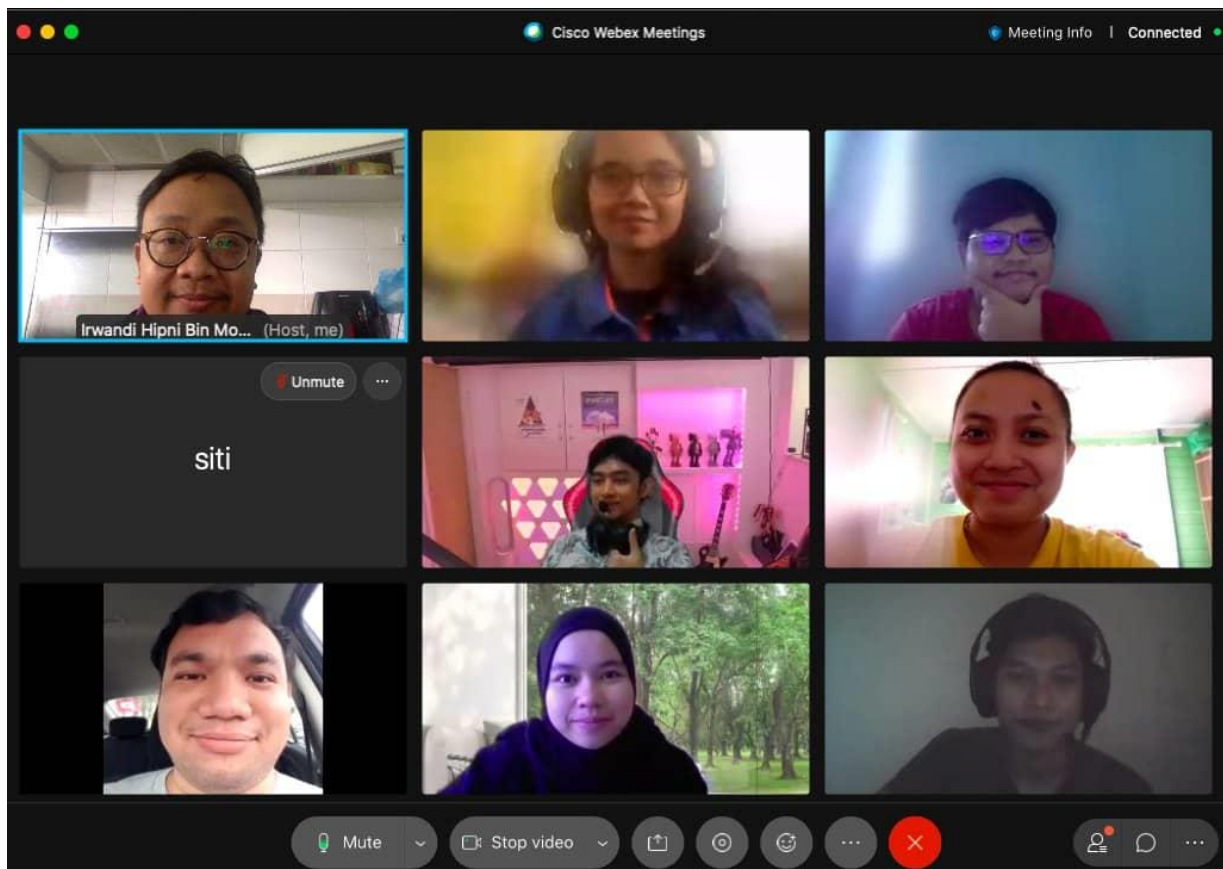 Cisco Webex Meetings
Meeting Info | Connected
Irwandi Hipni Bin Mo... (Host, me)
Unmute
siti
Mute
Stop video